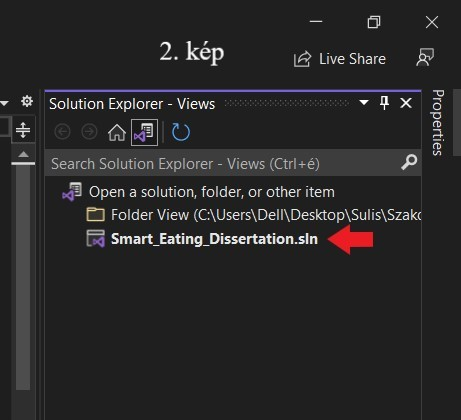 2. kép
Live Share
Solution Explorer - Views
Properties
Search Solution Explorer - Views (Ctrl+é)
Open a solution, folder, or other item
Folder View (C:\Users\Dell\Desktop\Sulis\Szako
Smart_Eating_Dissertation.sln